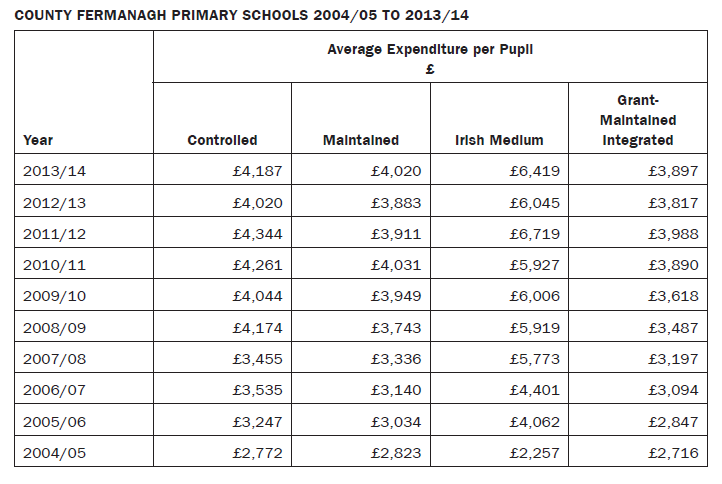 COUNTY FERMANAGH PRIMARY SCHOOLS 2004/05 TO 2013/14
Average Expenditure per Pupil
£
Year Controlled Maintained Irish Medium Grant-
Maintained
Integrated
2013/14 £4,187 £4,020 £6,419 £3,897
2012/13 £4,020 £3,883 £6,045 £3,817
2011/12 £4,344 £3,911 £6,719 £3,988
2010/11 £4,261 £4,031 £5,927 £3,890
2009/10 £4,044 £3,949 £6,006 £3,618
2008/09 £4,174 £3,743 £5,919 £3,487
2007/08 £3,455 £3,336 £5,773 £3,197
2006/07 £3,535 £3,140 £4,401 £3,094
2005/06 £3,247 £3,034 £4,062 £2,847
2004/05 £2,772 £2,823 £2,257 £2,716